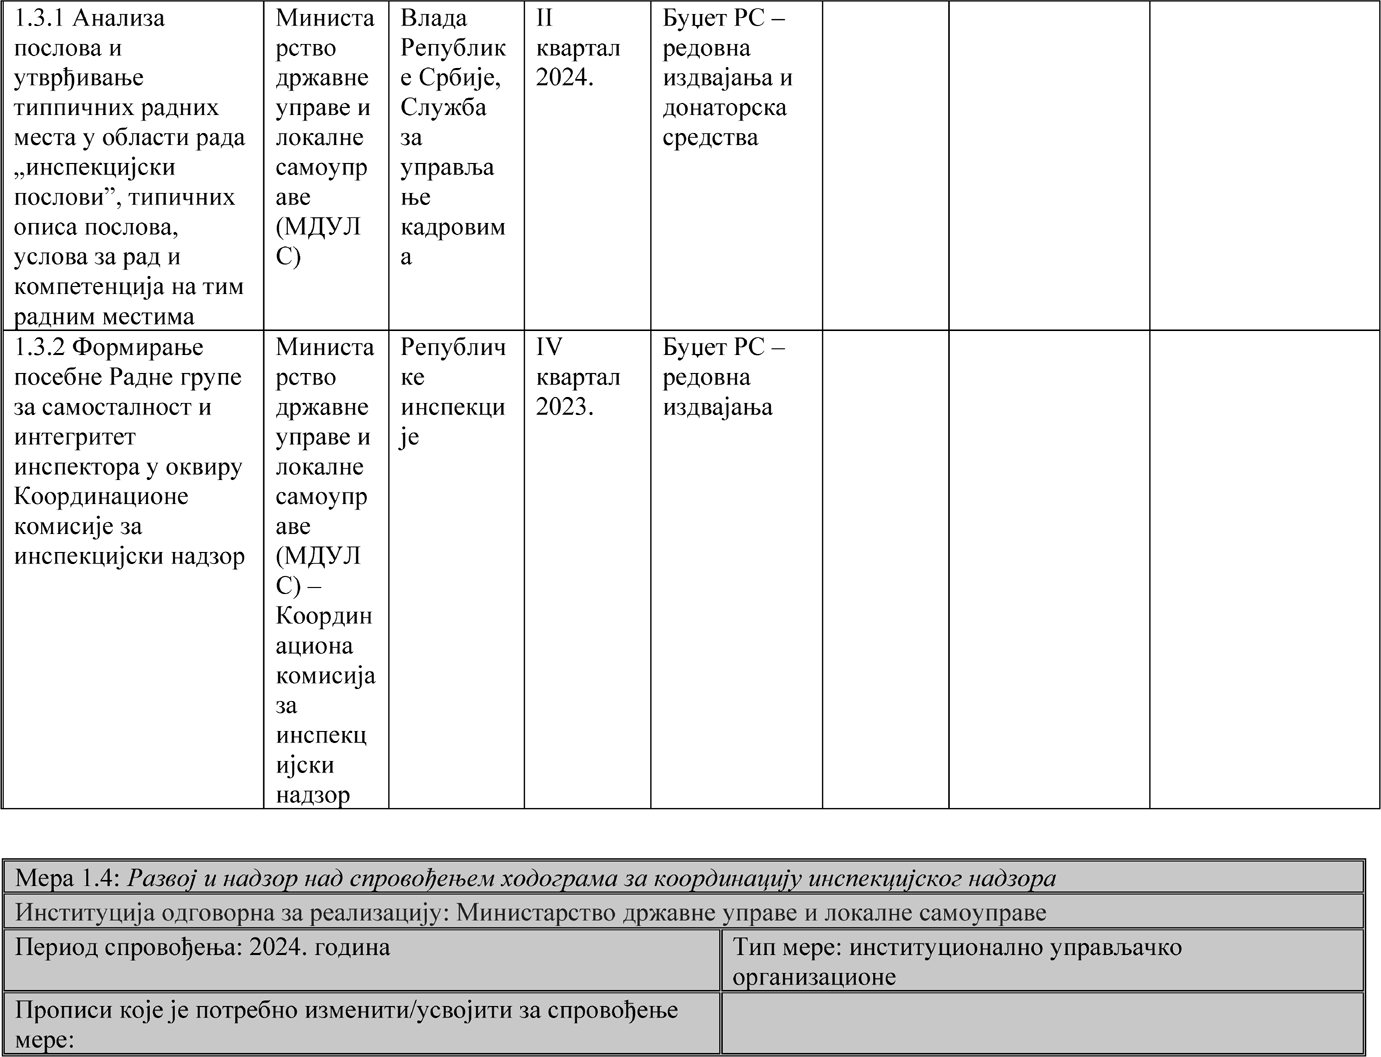 1.3.1 Анализа
послова и
утврђивање
типпичних радних
места у области рада
„инспекцијски
послови”, типичних
описа послова,
услова за рад и
компетенција на тим
радним местима
Министа
рство
државне
управе и
локалне
самоупр
аве
(МДУЛ
С)
Влада
Републик
е Србије,
Служба
за
управља
ње
кадровим
а
II
квартал
2024.
Буџет РС –
редовна
издвајања и
донаторска
средства
1.3.2 Формирање
посебне Радне групе
за самосталност и
интегритет
инспектора у оквиру
Координационе
комисије за
инспекцијски надзор
Министа
рство
државне
управе и
локалне
самоупр
аве
(МДУЛ
С) –
Координ
ациона
комисија
за
инспекц
ијски
надзор
Републич
ке
инспекци
је
IV
квартал
2023.
Буџет РС –
редовна
издвајања
Мера 1.4: Развој и надзор над спровођењем ходограма за координацију инспекцијског надзора
Институција одговорна за реализацију: Министарство државне управе и локалне самоуправе
Период спровођења: 2024. година
Тип мере: институционално управљачко
организационе
Прописи које је потребно изменити/усвојити за спровођење
мере: